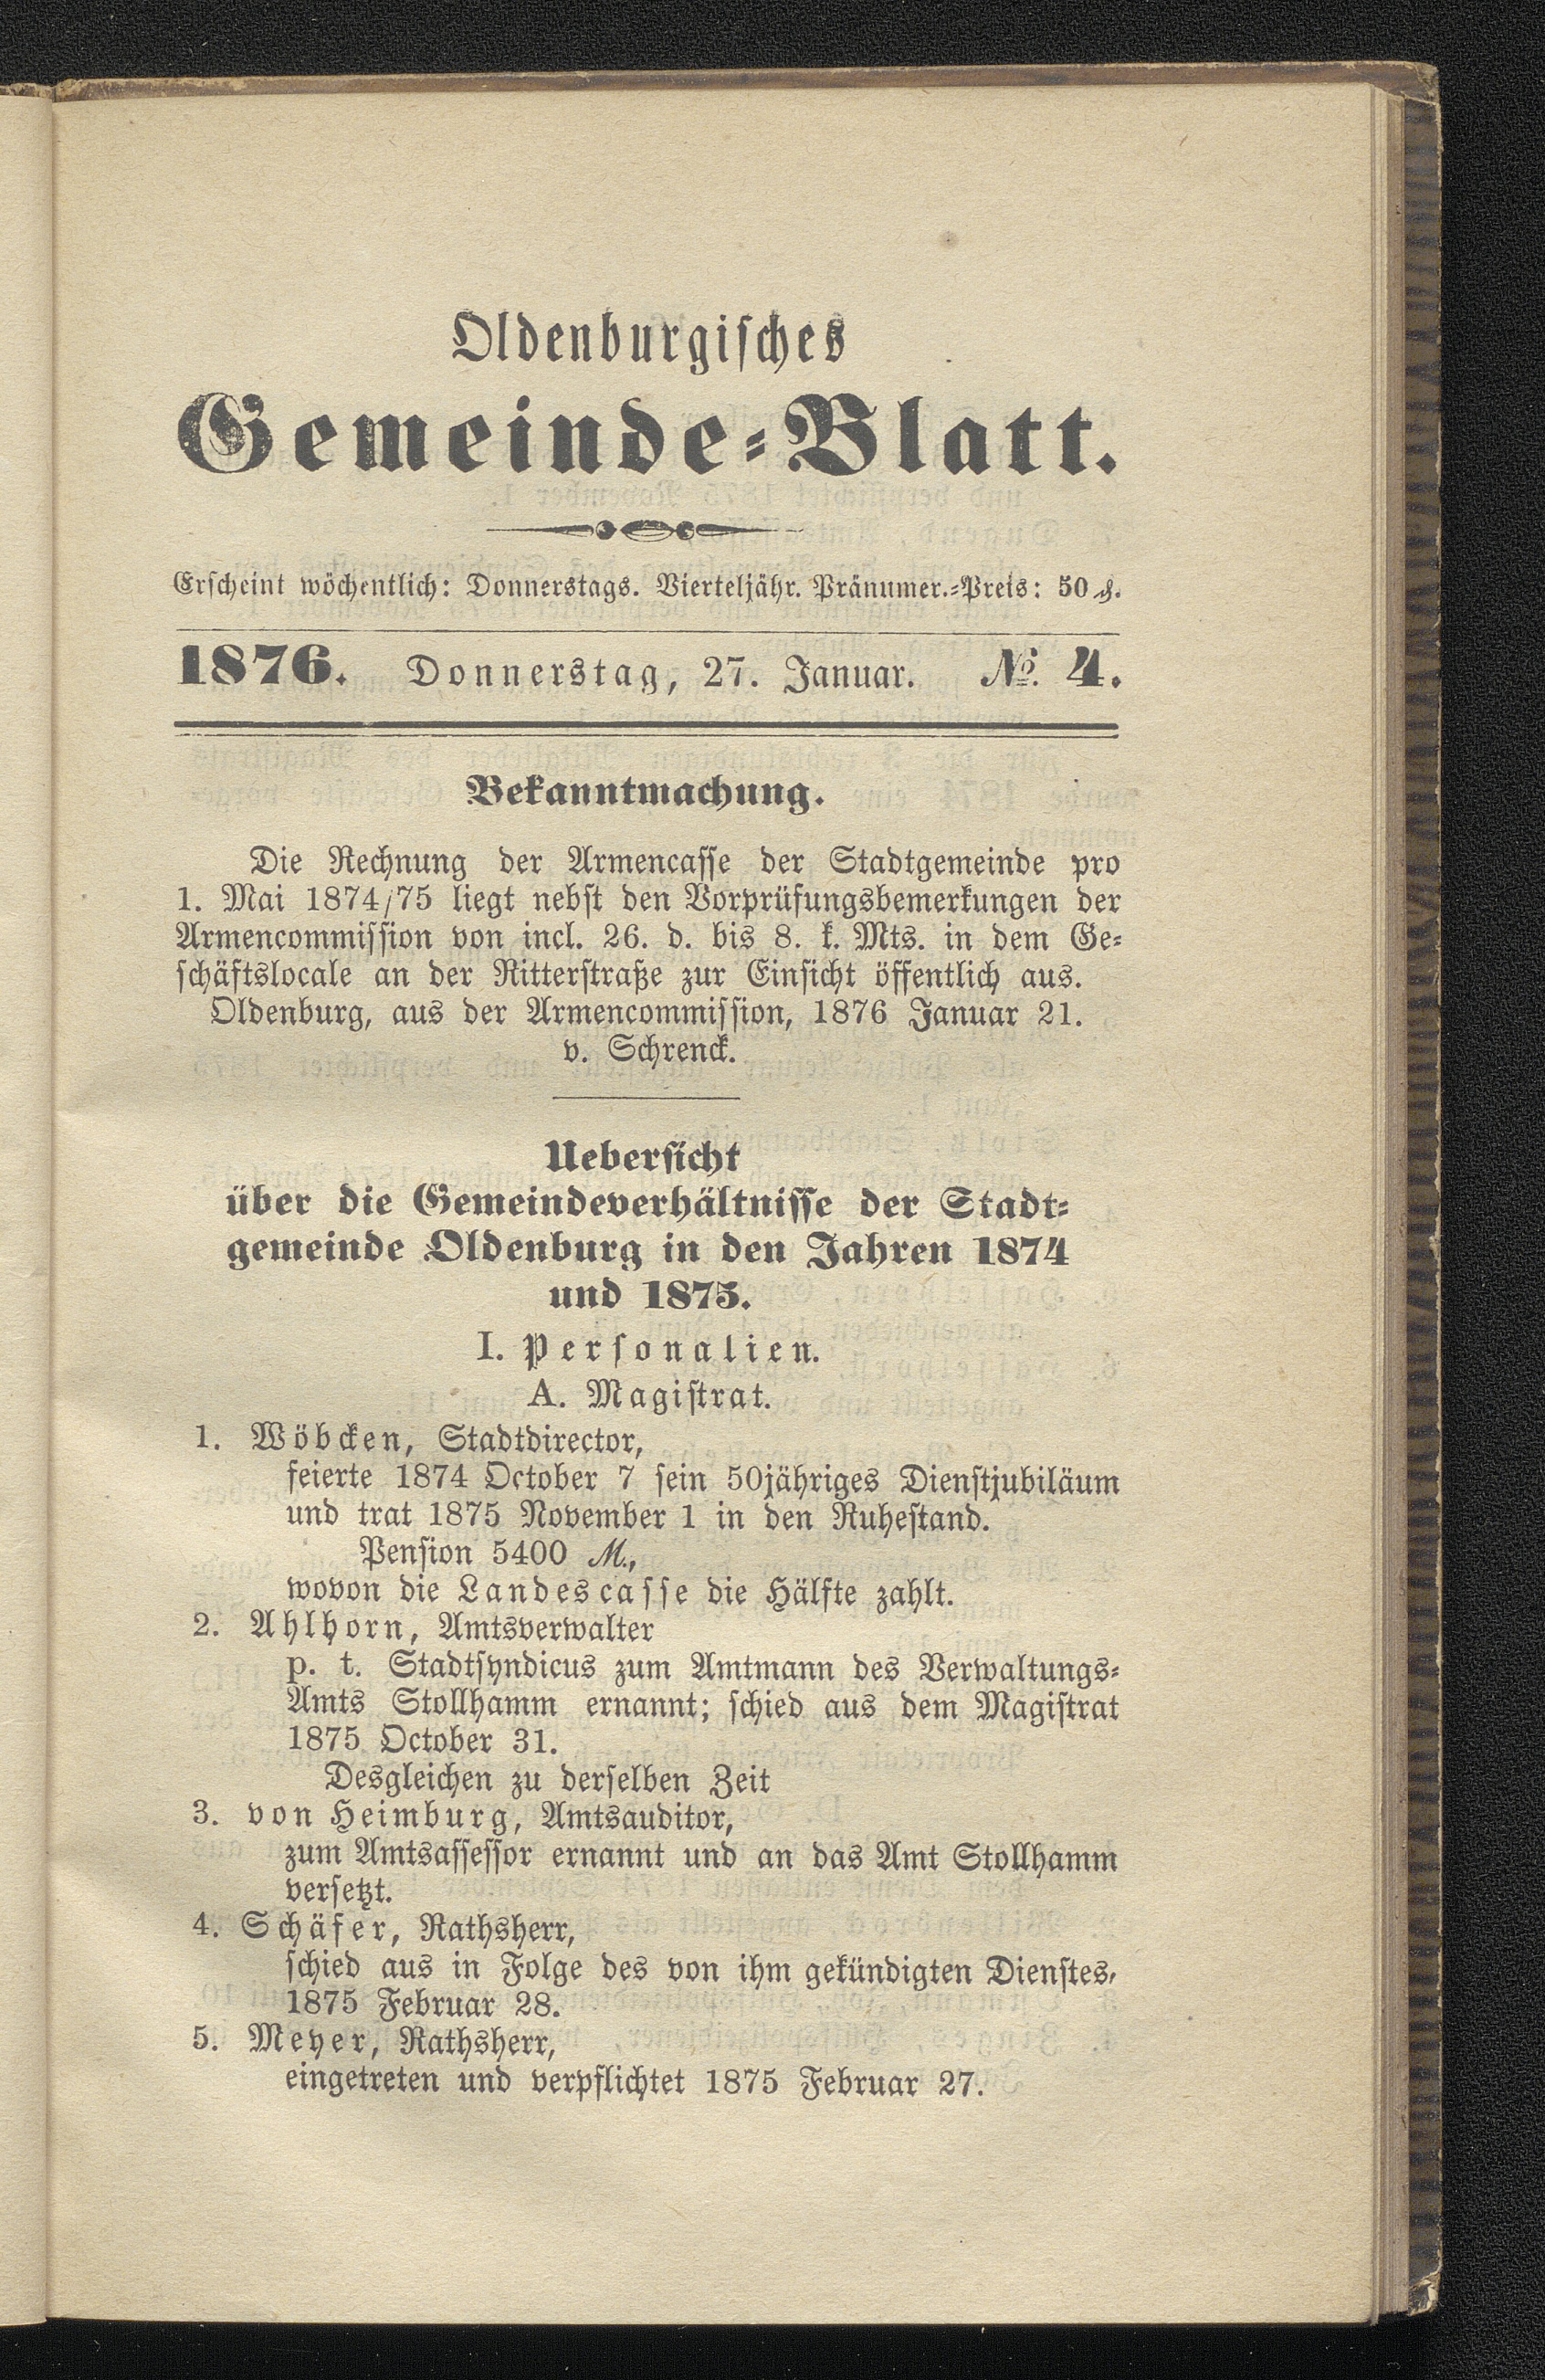 Oldenburgisches
Gemeinde-Blatt.
Erscheint wöchentlich: Donnerstags. Vierteljähr. Pränumer.-Preis: 50 ₰.
1876. Donnerstag, 27. Januar. № 4.
Bekanntmachung.
Die Rechnung der Armencasse der Stadtgemeinde pro
1. Mai 1874/75 liegt nebst den Vorprüfungsbemerkungen der
Armencommission von incl. 26. d. bis 8. k. Mts. in dem Ge-
schäftslocale an der Ritterstraße zur Einsicht öffentlich aus.
Oldenburg, aus der Armencommission, 1876 Januar 21.
v. Schrenck.
Uebersicht
über die Gemeindeverhältnisse der Stadt-
gemeinde Oldenburg in den Jahren 1874
und 1875.
I. Personalien.
A. Magistrat.
1. Wöbcken, Stadtdirector,
feierte 1874 October 7 sein 50jähriges Dienstjubiläum
und trat 1875 November 1 in den Ruhestand.
Pension 5400 M.,
wovon die Landescasse die Hälfte zahlt.
2. Ahlhorn, Amtsverwalter
p. t. Stadtsyndicus zum Amtmann des Verwaltungs-
Amts Stollhamm ernannt; schied aus dem Magistrat
1875 October 31.
Desgleichen zu derselben Zeit
3. von Heimburg, Amtsauditor,
zum Amtsassessor ernannt und an das Amt Stollhamm
versetzt.
4. Schäfer, Rathsherr,
schied aus in Folge des von ihm gekündigten Dienstes,
1875 Februar 28.
5. Meyer, Rathsherr,
eingetreten und verpflichtet 1875 Februar 27.